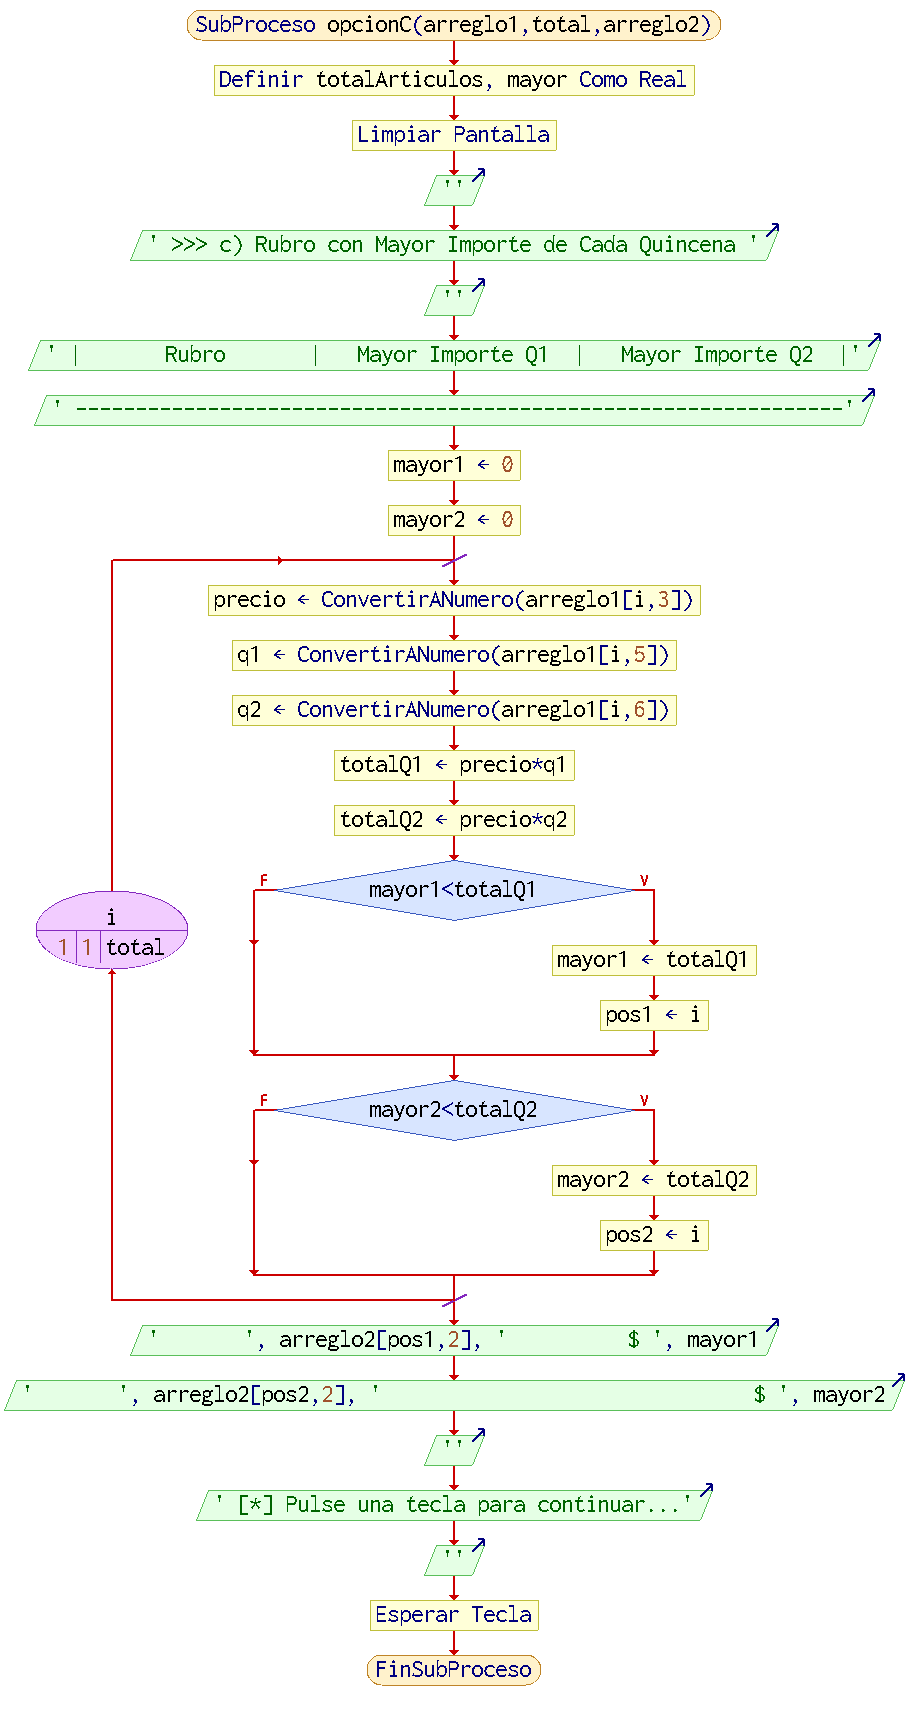 SubProceso opcionC(arreglo1,total,arreglo2)
Definir totalArticulos, mayor Como Real
Limpiar Pantalla
''
' >>> c) Rubro con Mayor Importe de Cada Quincena '
''
' |       Rubro       |   Mayor Importe Q1  |   Mayor Importe Q2  |'
' ----------------------------------------------------------------'
mayor1 ← 0
mayor2 ← 0
precio ← ConvertirANumero(arreglo1[i,3])
q1 ← ConvertirANumero(arreglo1[i,5])
q2 ← ConvertirANumero(arreglo1[i,6])
totalQ1 ← precio*q1
totalQ2 ← precio*q2
F mayor1<totalQ1 V
i
1 1 total
mayor1 ← totalQ1
pos1 ← i
F mayor2<totalQ2 V
mayor2 ← totalQ2
pos2 ← i
'       ', arreglo2[pos1,2], '          $ ', mayor1
'       ', arreglo2[pos2,2], '                               $ ', mayor2
''
' [*] Pulse una tecla para continuar...'
''
Esperar Tecla
FinSubProceso